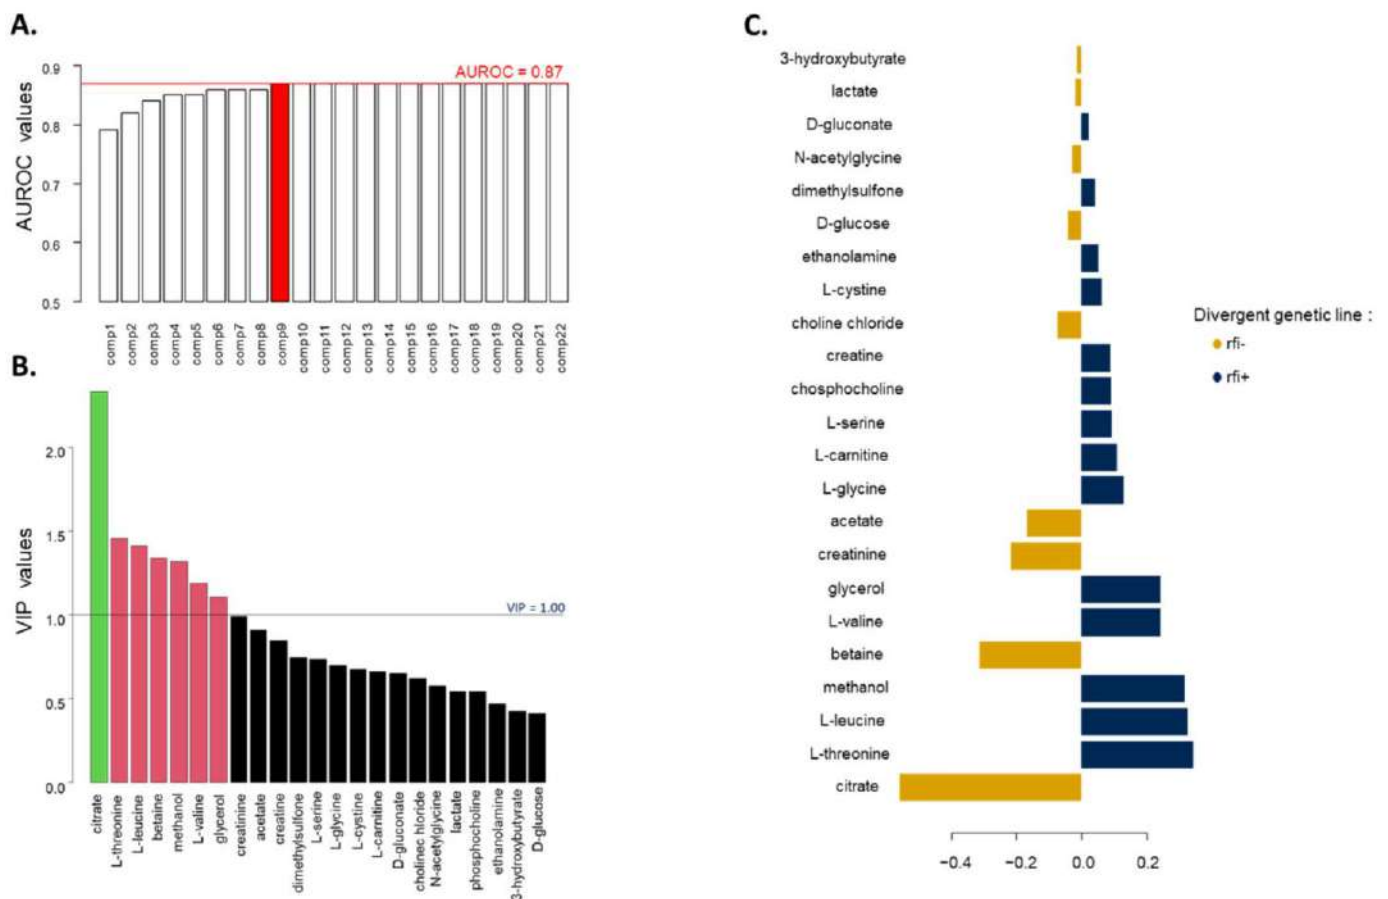 A.
AUROC = 0.87
AUROC values
0.9
0.8
0.7
0.6
0.5
comp1
comp2
comp3
comp4
comp5
comp6
comp7
comp8
comp9
comp10
comp11
comp12
comp13
comp14
comp15
comp16
comp17
comp18
comp19
comp20
comp21
comp22
B.
VIP = 1.00
VIP values
2.0
1.5
1.0
0.5
0.0
citrate
L-threonine
L-leucine
betaine
methanol
L-valine
glycerol
creatinine
acetate
creatine
dimethylsulfone
L-serine
L-glycine
L-cystine
L-carnitine
D-gluconate
cholinec hloride
N-acetylglycine
lactate
phosphocholine
ethanolamine
3-hydroxybutyrate
D-glucose
C.
3-hydroxybutyrate
lactate
D-gluconate
N-acetylglycine
dimethylsulfone
D-glucose
ethanolamine
L-cystine
choline chloride
creatine
chosphocholine
L-serine
L-carnitine
L-glycine
acetate
creatinine
glycerol
L-valine
betaine
methanol
L-leucine
L-threonine
citrate
−0.4
−0.2
0.0
0.2
Divergent genetic line :
rfi-
rfi+